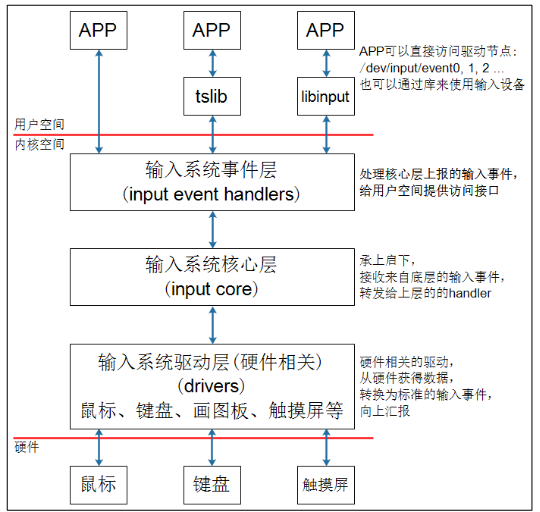 APP
APP
APP
APP可以直接访问驱动节点:
/dev/input/event0, 1, 2 ...
也可以通过库来使用输入设备
tslib
libinput
用户空间
内核空间
输入系统事件层
(input event handlers)
处理核心层上报的输入事件,
给用户空间提供访问接口
输入系统核心层
(input core)
承上启下,
接收来自底层的输入事件,
转发给上层的的handler
输入系统驱动层(硬件相关)
(drivers)
鼠标、键盘、画图板、触摸屏等
硬件相关的驱动,
从硬件获得数据,
转换为标准的输入事件,
向上汇报
硬件
鼠标
键盘
触摸屏